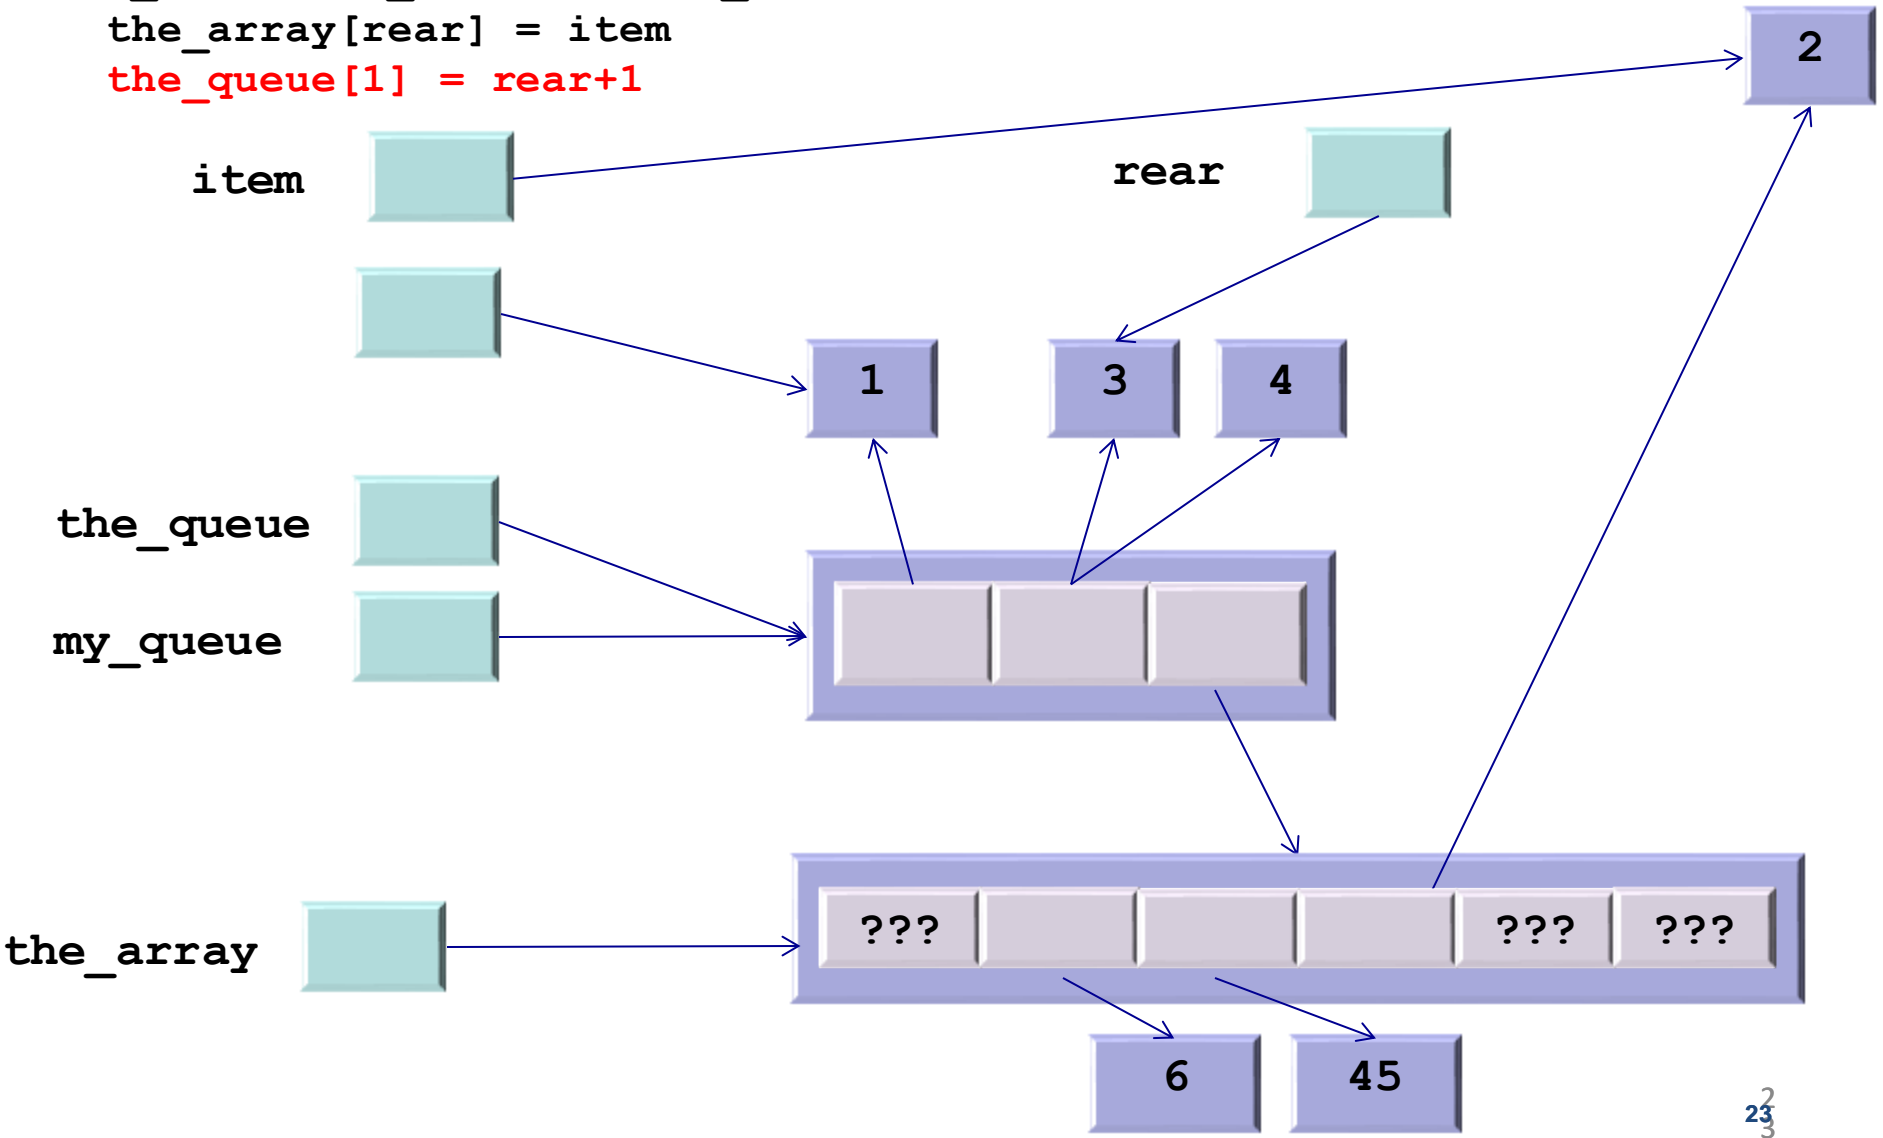 the_array[rear] = item
the_queue[1] = rear+1
2
item
rear
1 3 4
the_queue
my_queue
the_array
??? ??? ???
6 45
23
23